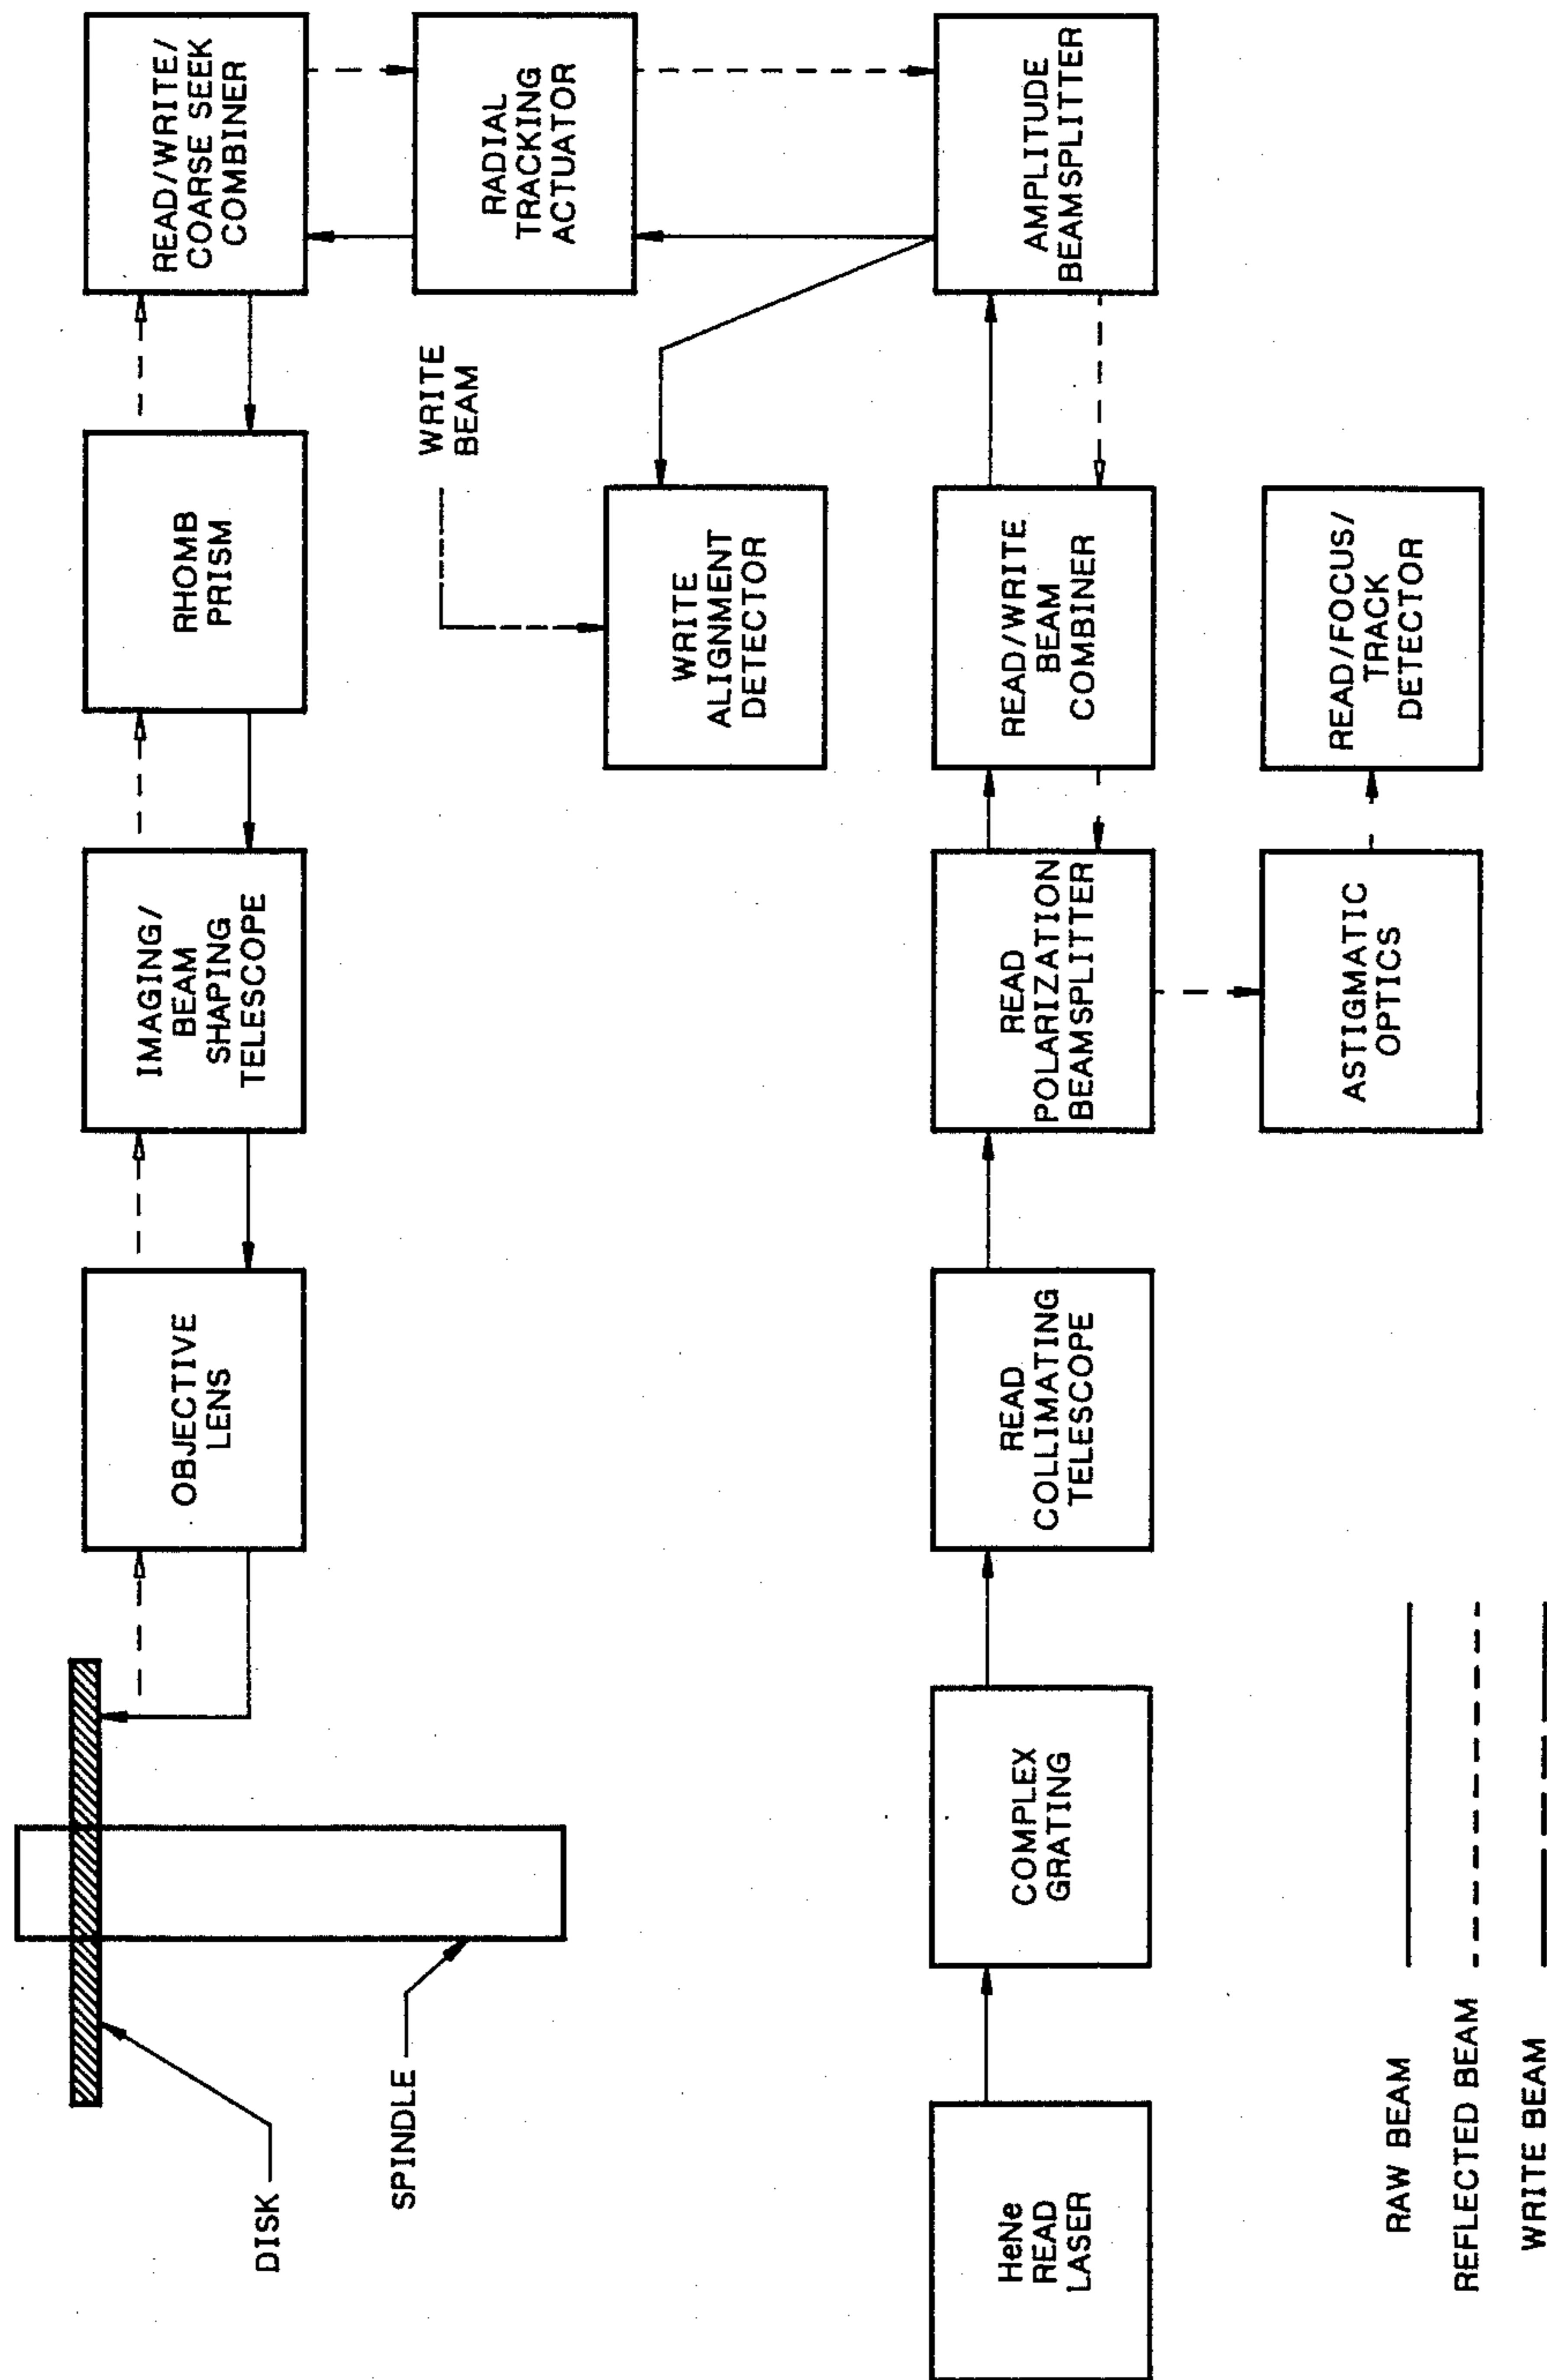 DISK
SPINDLE
OBJECTIVE
LENS
IMAGING/
BEAM
SHAPING
TELESCOPE
RHOMB
PRISM
READ/WRITE/
COARSE SEEK
COMBINER
RADIAL
TRACKING
ACTUATOR
WRITE
BEAM
WRITE
ALIGNMENT
DETECTOR
HeNe
READ
LASER
COMPLEX
GRATING
READ
COLLIMATING
TELESCOPE
READ
POLARIZATION
BEAMSPLITTER
READ/WRITE
BEAM
COMBINER
AMPLITUDE
BEAMSPLITTER
ASTIGMATIC
OPTICS
READ/FOCUS/
TRACK
DETECTOR
RAW BEAM
REFLECTED BEAM
WRITE BEAM